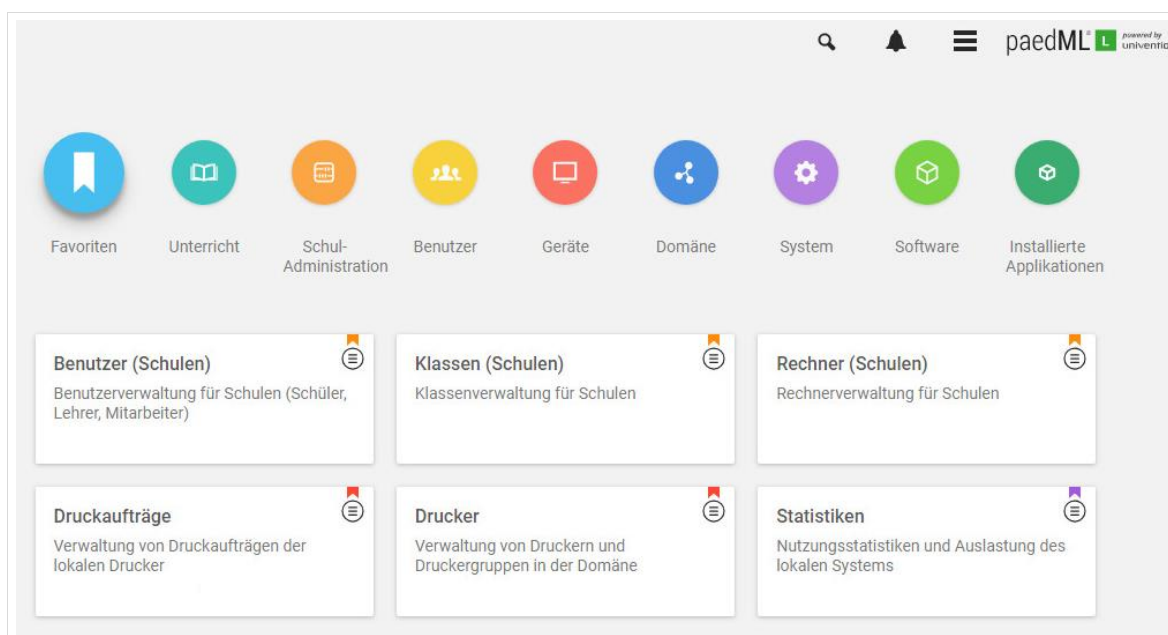 paedML® L powered by
Favoriten Unterricht Schul-
Administration Benutzer Geräte Domäne System Software Installierte
Applikationen
Benutzer (Schulen)
Benutzerverwaltung für Schulen (Schüler,
Lehrer, Mitarbeiter)
Klassen (Schulen)
Klassenverwaltung für Schulen
Rechner (Schulen)
Rechnerverwaltung für Schulen
Druckaufträge
Verwaltung von Druckaufträgen der
lokalen Drucker
Drucker
Verwaltung von Druckern und
Druckergruppen in der Domäne
Statistiken
Nutzungsstatistiken und Auslastung des
lokalen Systems